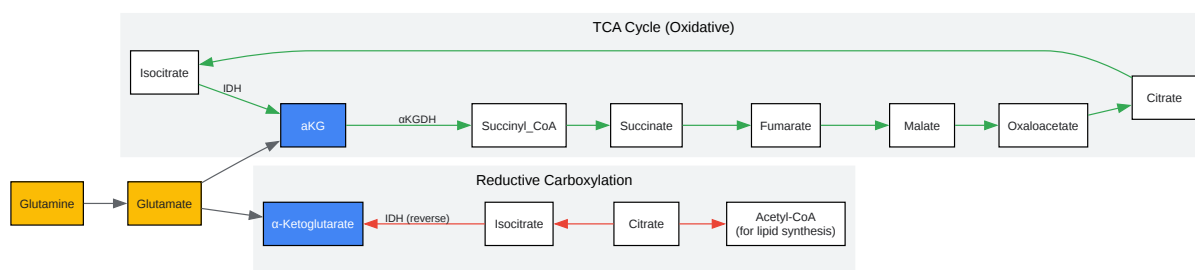 TCA Cycle (Oxidative)
Isocitrate
IDH
aKG
αKGDH
Succinyl_CoA
Succinate
Fumarate
Malate
Oxaloacetate
Citrate
Glutamine
Glutamate
Reductive Carboxylation
α-Ketoglutarate
IDH (reverse)
Isocitrate
Citrate
Acetyl-CoA
(for lipid synthesis)